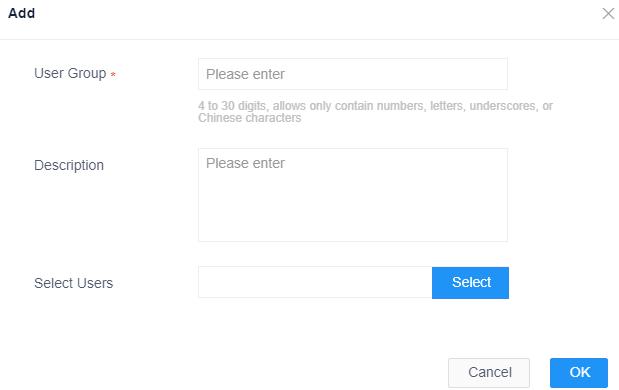 Add
User Group *
Please enter
4 to 30 digits, allows only contain numbers, letters, underscores, or
Chinese characters
Description
Please enter
Select Users
Select
Cancel
OK